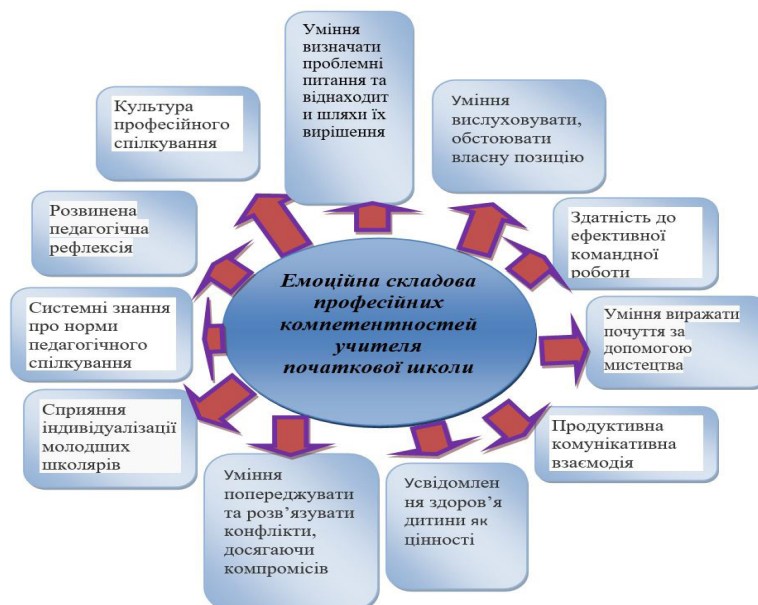 Уміння
визначати
проблемні
питання та
віднаходит
и шляхи їх
вирішення
Культура
професійного
спілкування
Уміння
вислуховувати,
обстоювати
власну позицію
Розвинена
педагогічна
рефлексія
Здатність до
ефективної
командної
роботи
Емоційна складова
професійних
компетентностей
учителя
початкової школи
Системні знання
про норми
педагогічного
спілкування
Уміння виражати
почуття за
допомогою
мистецтва
Сприяння
індивідуалізації
молодших
школярів
Продуктивна
комунікативна
взаємодія
Уміння
попереджувати
та розв’язувати
конфлікти,
досягаючи
компромісів
Усвідомлен
ня здоров’я
дитини як
цінності